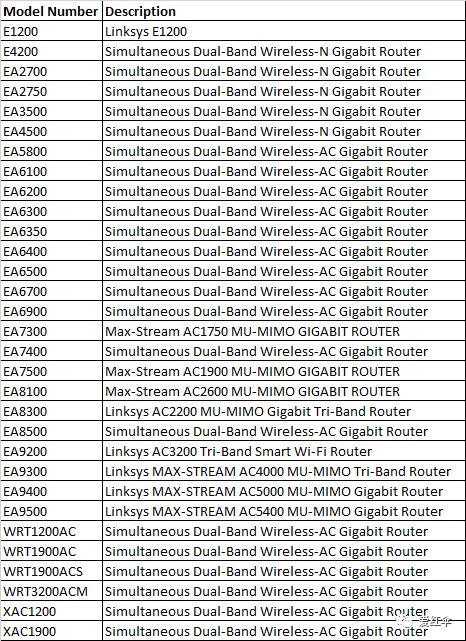 Model Number Description
E1200 Linksys E1200
E4200 Simultaneous Dual-Band Wireless-N Gigabit Router
EA2700 Simultaneous Dual-Band Wireless-N Gigabit Router
EA2750 Simultaneous Dual-Band Wireless-N Gigabit Router
EA3500 Simultaneous Dual-Band Wireless-N Gigabit Router
EA4500 Simultaneous Dual-Band Wireless-N Gigabit Router
EA5800 Simultaneous Dual-Band Wireless-AC Gigabit Router
EA6100 Simultaneous Dual-Band Wireless-AC Gigabit Router
EA6200 Simultaneous Dual-Band Wireless-AC Gigabit Router
EA6300 Simultaneous Dual-Band Wireless-AC Gigabit Router
EA6350 Simultaneous Dual-Band Wireless-AC Gigabit Router
EA6400 Simultaneous Dual-Band Wireless-AC Gigabit Router
EA6500 Simultaneous Dual-Band Wireless-AC Gigabit Router
EA6700 Simultaneous Dual-Band Wireless-AC Gigabit Router
EA6900 Simultaneous Dual-Band Wireless-AC Gigabit Router
EA7300 Max-Stream AC1750 MU-MIMO GIGABIT ROUTER
EA7400 Simultaneous Dual-Band Wireless-AC Gigabit Router
EA7500 Max-Stream AC1900 MU-MIMO GIGABIT ROUTER
EA8100 Max-Stream AC2600 MU-MIMO GIGABIT ROUTER
EA8300 Linksys AC2200 MU-MIMO Gigabit Tri-Band Router
EA8500 Simultaneous Dual-Band Wireless-AC Gigabit Router
EA9200 Linksys AC3200 Tri-Band Smart Wi-Fi Router
EA9300 Linksys MAX-STREAM AC4000 MU-MIMO Tri-Band Router
EA9400 Linksys MAX-STREAM AC5000 MU-MIMO Gigabit Router
EA9500 Linksys MAX-STREAM AC5400 MU-MIMO Gigabit Router
WRT1200AC Simultaneous Dual-Band Wireless-AC Gigabit Router
WRT1900AC Simultaneous Dual-Band Wireless-AC Gigabit Router
WRT1900ACS Simultaneous Dual-Band Wireless-AC Gigabit Router
WRT3200ACM Simultaneous Dual-Band Wireless-AC Gigabit Router
XAC1200 Simultaneous Dual-Band Wireless-AC Gigabit Router
XAC1900 Simultaneous Dual-Band Wireless-AC Gigabit Router
爱红伞